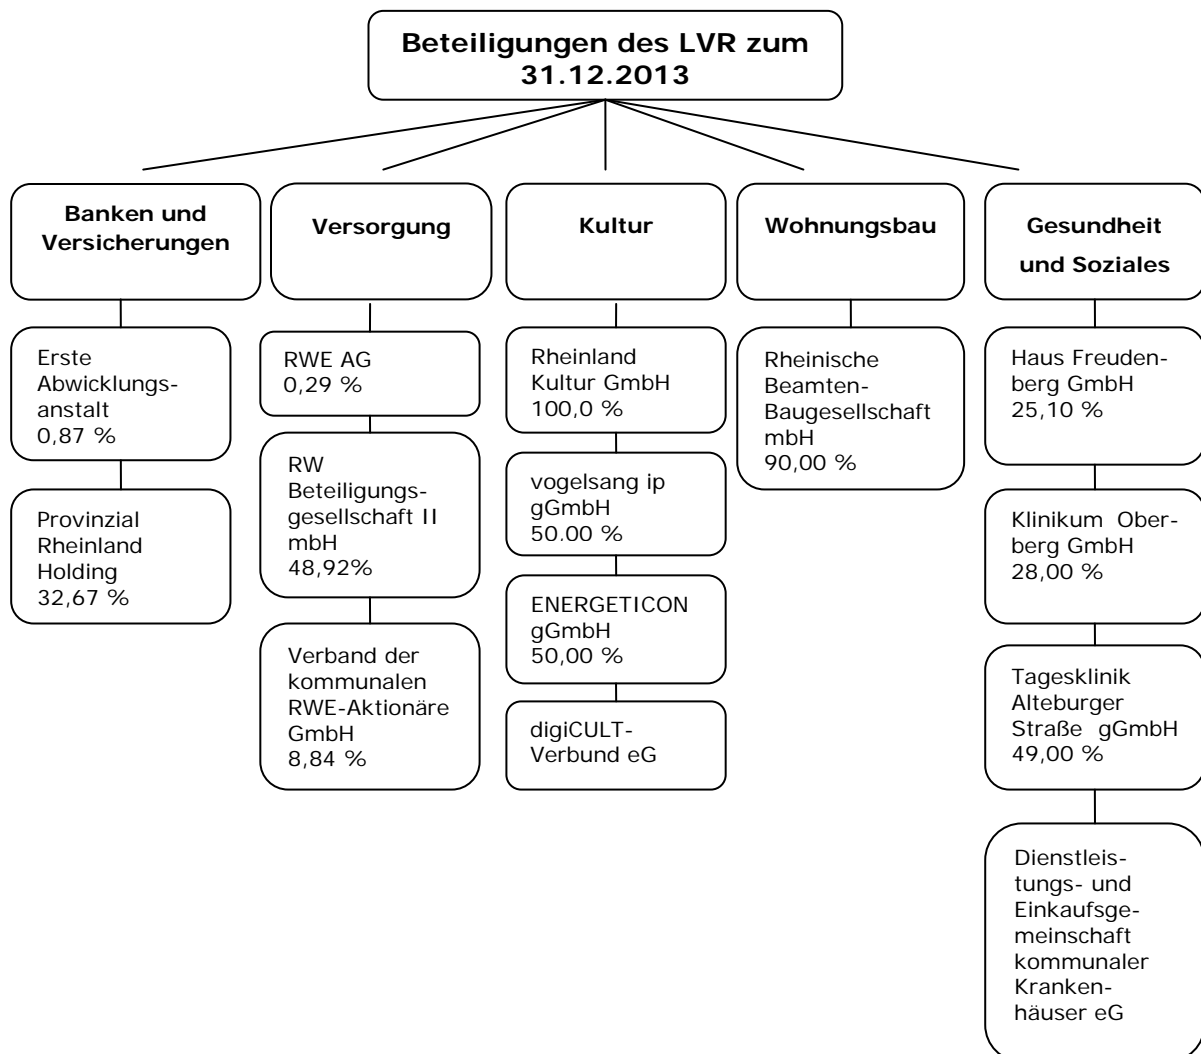 Beteiligungen des LVR zum
31.12.2013
Banken und
Versicherungen
Erste
Abwicklungs-
anstalt
0,87 %
Provinzial
Rheinland
Holding
32,67 %
Versorgung
RWE AG
0,29 %
RW
Beteiligungs-
gesellschaft II
mbH
48,92%
Verband der
kommunalen
RWE-Aktionäre
GmbH
8,84 %
Kultur
Rheinland
Kultur GmbH
100,0 %
vogelsang ip
gGmbH
50.00 %
ENERGETICON
gGmbH
50,00 %
digiCULT-
Verbund eG
Wohnungsbau
Rheinische
Beamten-
Baugesellschaft
mbH
90,00 %
Gesundheit
und Soziales
Haus Freuden-
berg GmbH
25,10 %
Klinikum Ober-
berg GmbH
28,00 %
Tagesklinik
Alteburger
Straße gGmbH
49,00 %
Dienstleis-
tungs- und
Einkaufsge-
meinschaft
kommunaler
Kranken-
häuser eG